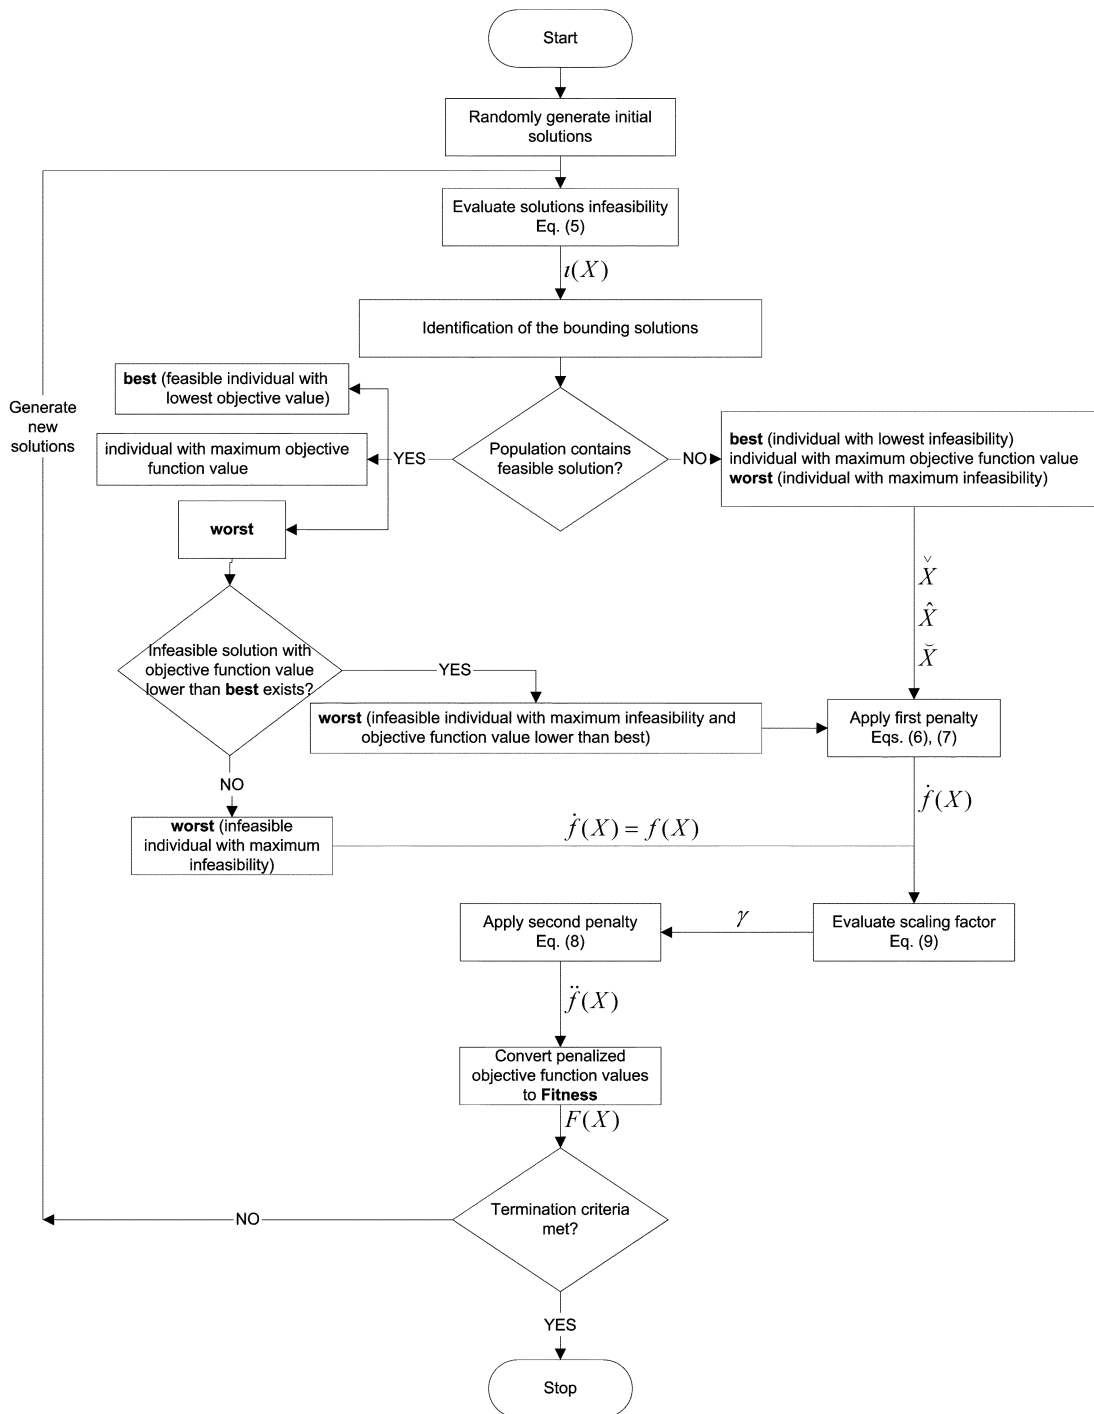 Start
Randomly generate initial
solutions
Evaluate solutions infeasibility
Eq. (5)
ι(X)
Identification of the bounding solutions
best (feasible individual with
lowest objective value)
Generate
new
solutions
individual with maximum objective
function value
YES
Population contains
feasible solution?
NO
best (individual with lowest infeasibility)
individual with maximum objective function value
worst (individual with maximum infeasibility)
worst
X̌
X̂
X̆
Infeasible solution with
objective function value
lower than best exists?
YES
worst (infeasible individual with maximum infeasibility and
objective function value lower than best)
Apply first penalty
Eqs. (6), (7)
NO
ḟ(X)
worst (infeasible
individual with maximum
infeasibility)
ḟ(X) = f(X)
Apply second penalty
Eq. (8)
γ
Evaluate scaling factor
Eq. (9)
f̈(X)
Convert penalized
objective function values
to Fitness
F(X)
Termination criteria
met?
NO
YES
Stop